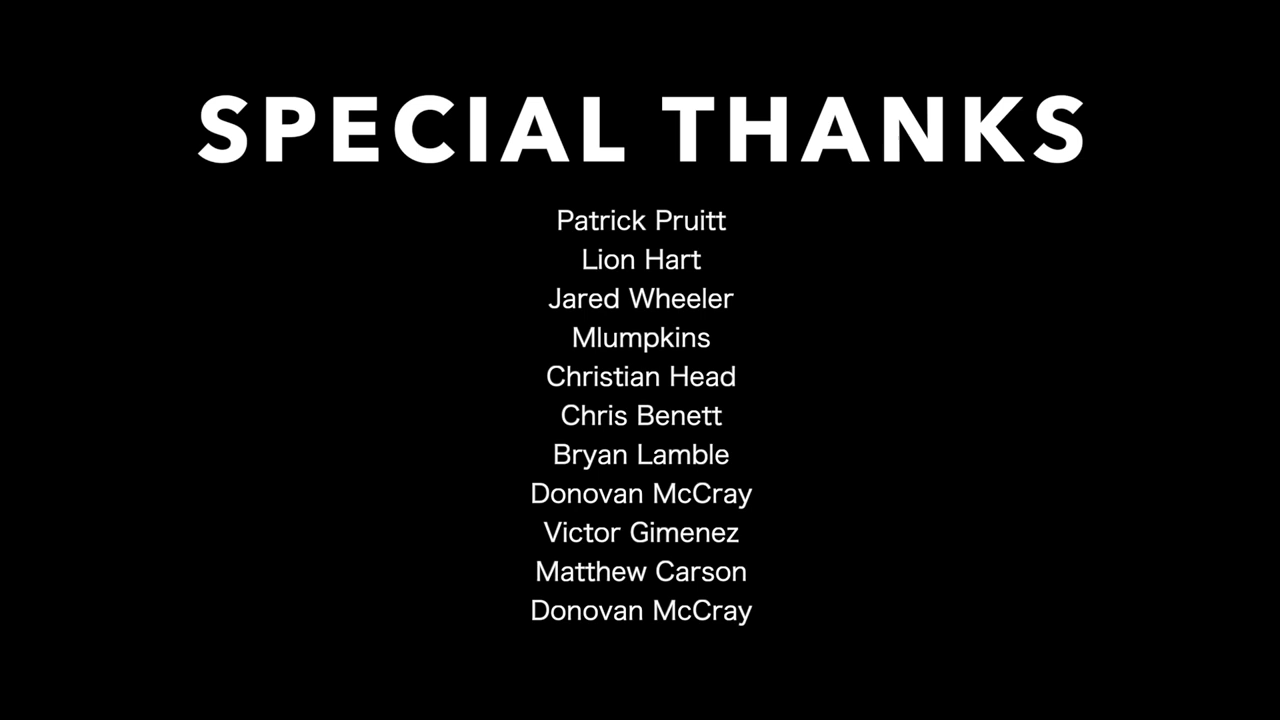 SPECIAL THANKS
Patrick Pruitt
Lion Hart
Jared Wheeler
Mlumpkins
Christian Head
Chris Benett
Bryan Lamble
Donovan McCray
Victor Gimenez
Matthew Carson
Donovan McCray